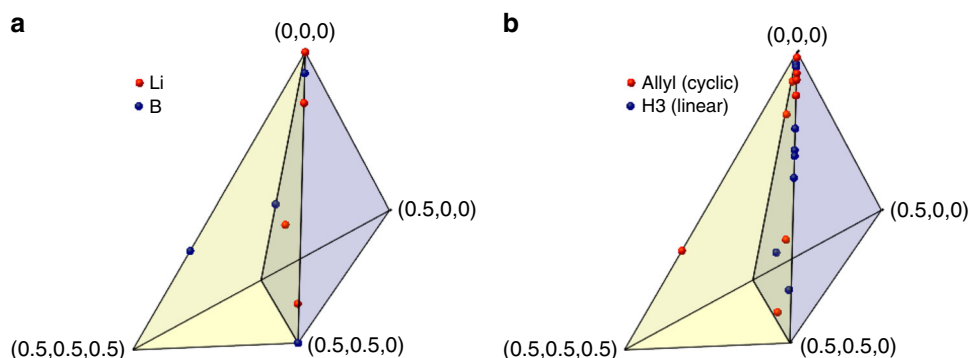 a
(0,0,0)
Li
B
(0.5,0,0)
(0.5,0.5,0.5)
(0.5,0.5,0)
b
(0,0,0)
Allyl (cyclic)
H3 (linear)
(0.5,0,0)
(0.5,0.5,0.5)
(0.5,0.5,0)